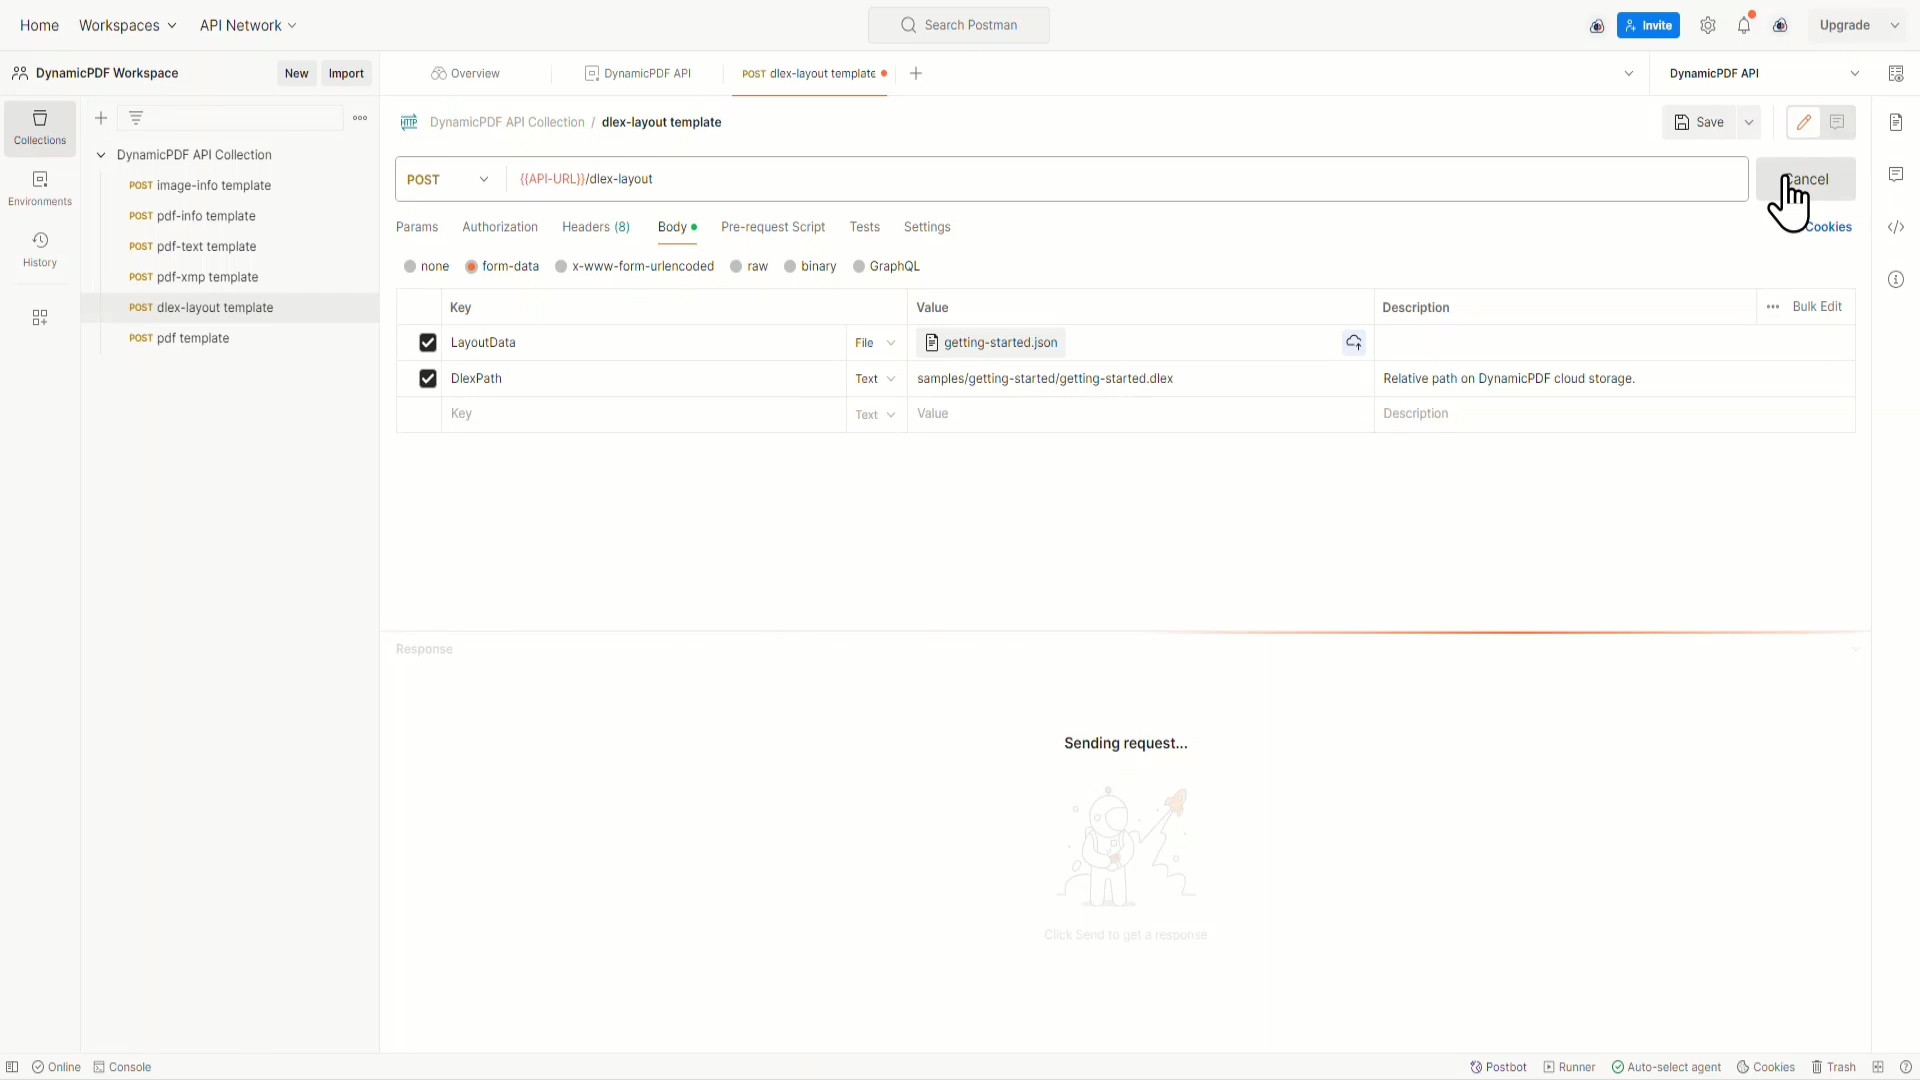 Home Workspaces API Network Search Postman Invite Upgrade
DynamicPDF Workspace New Import Overview DynamicPDF API POST dlex-layout template DynamicPDF API
Collections
Environments
History
DynamicPDF API Collection
POST image-info template
POST pdf-info template
POST pdf-text template
POST pdf-xmp template
POST dlex-layout template
POST pdf template
HTTP DynamicPDF API Collection / dlex-layout template Save
POST {{API-URL}}/dlex-layout Cancel
Params Authorization Headers (8) Body Pre-request Script Tests Settings Cookies
none form-data x-www-form-urlencoded raw binary GraphQL
Key Value Description Bulk Edit
LayoutData File getting-started.json
DlexPath Text samples/getting-started/getting-started.dlex Relative path on DynamicPDF cloud storage.
Key Text Value Description
Response
Sending request...
Click Send to get a response
Online Console Postbot Runner Auto-select agent Cookies Trash